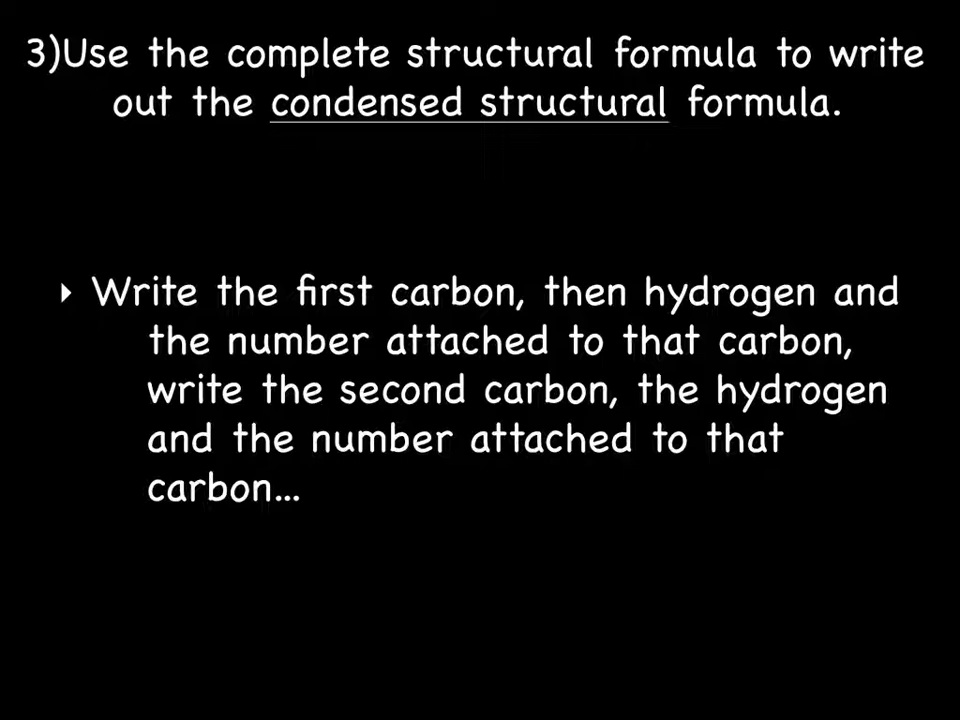 3)Use the complete structural formula to write
out the condensed structural formula.
‣ Write the first carbon, then hydrogen and
the number attached to that carbon,
write the second carbon, the hydrogen
and the number attached to that
carbon...